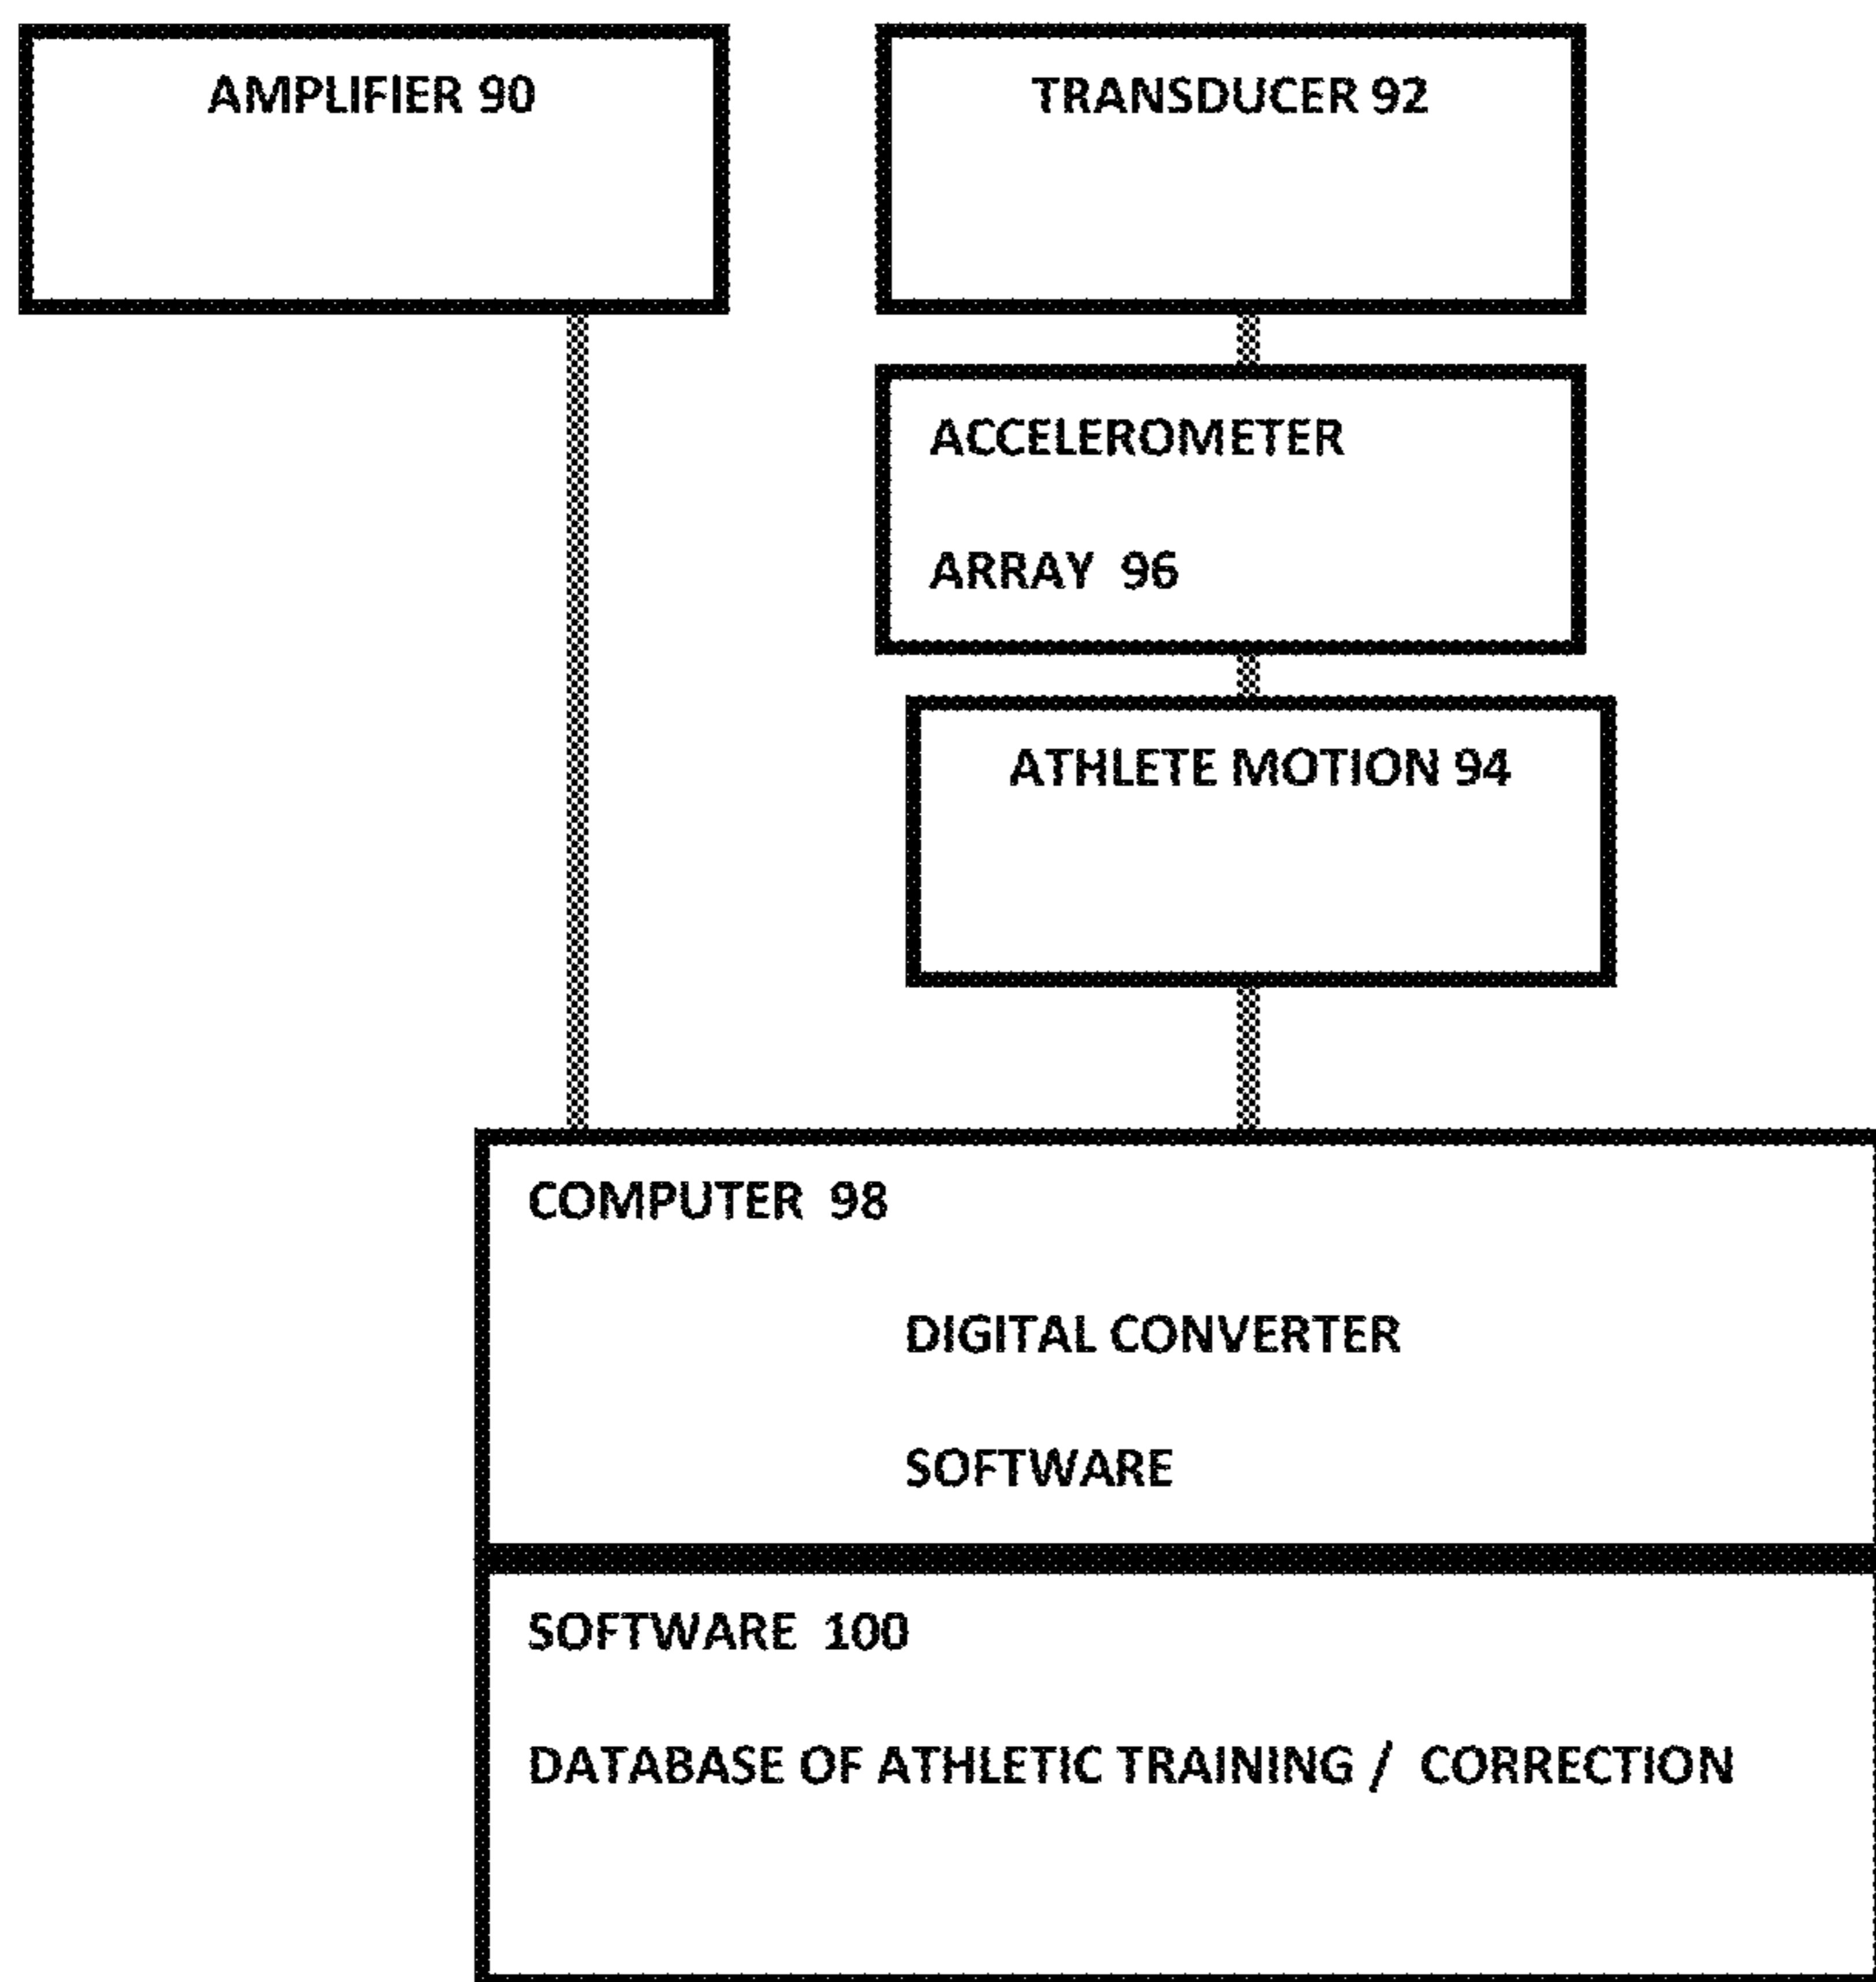 AMPLIFIER 90
TRANSDUCER 92
ACCELEROMETER
ARRAY 96
ATHLETE MOTION 94
COMPUTER 98
DIGITAL CONVERTER
SOFTWARE
SOFTWARE 100
DATABASE OF ATHLETIC TRAINING / CORRECTION